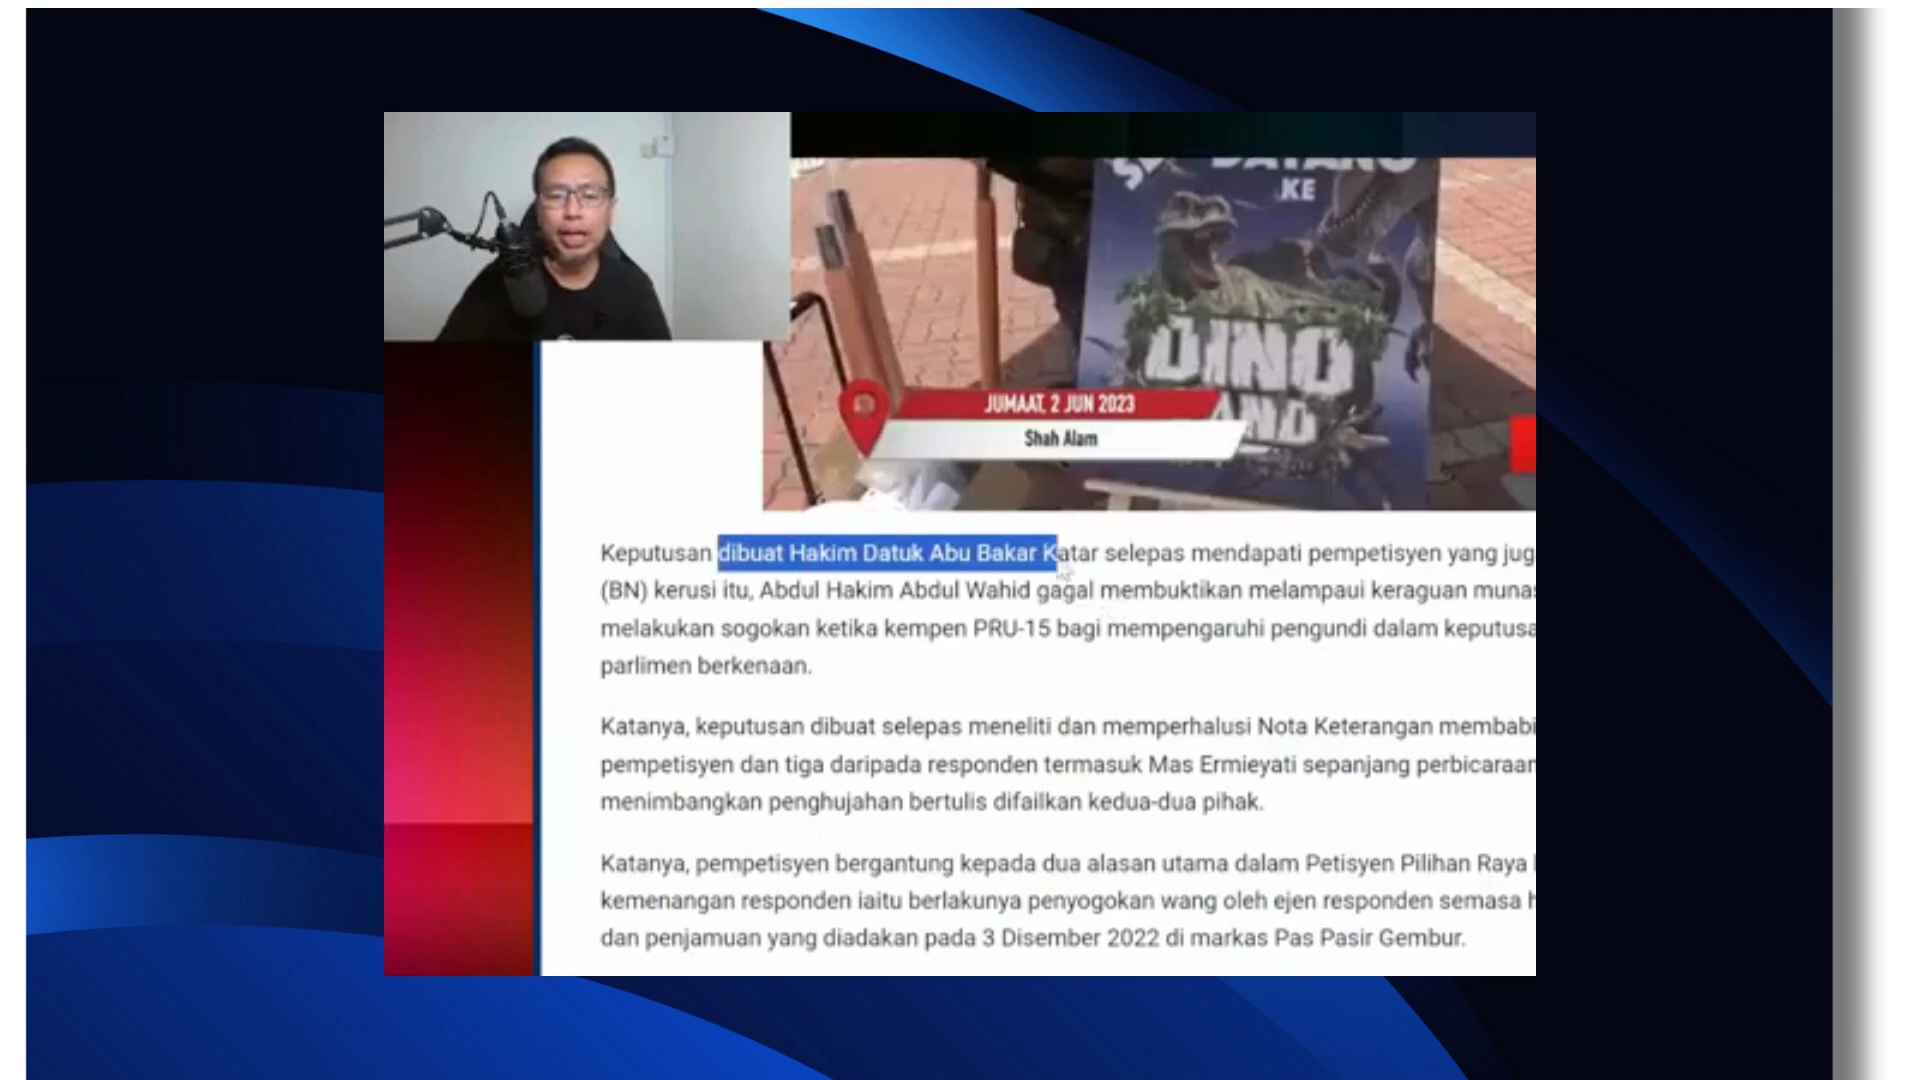 DATANG
KE
DINO
LAND
JUMAAT, 2 JUN 2023
Shah Alam
Keputusan dibuat Hakim Datuk Abu Bakar Katar selepas mendapati pempetisyen yang jug
(BN) kerusi itu, Abdul Hakim Abdul Wahid gagal membuktikan melampaui keraguan muna
melakukan sogokan ketika kempen PRU-15 bagi mempengaruhi pengundi dalam keputusa
parlimen berkenaan.
Katanya, keputusan dibuat selepas meneliti dan memperhalusi Nota Keterangan membabi
pempetisyen dan tiga daripada responden termasuk Mas Ermieyati sepanjang perbicaraan
menimbangkan penghujahan bertulis difailkan kedua-dua pihak.
Katanya, pempetisyen bergantung kepada dua alasan utama dalam Petisyen Pilihan Raya
kemenangan responden iaitu berlakunya penyogokan wang oleh ejen responden semasa h
dan penjamuan yang diadakan pada 3 Disember 2022 di markas Pas Pasir Gembur.